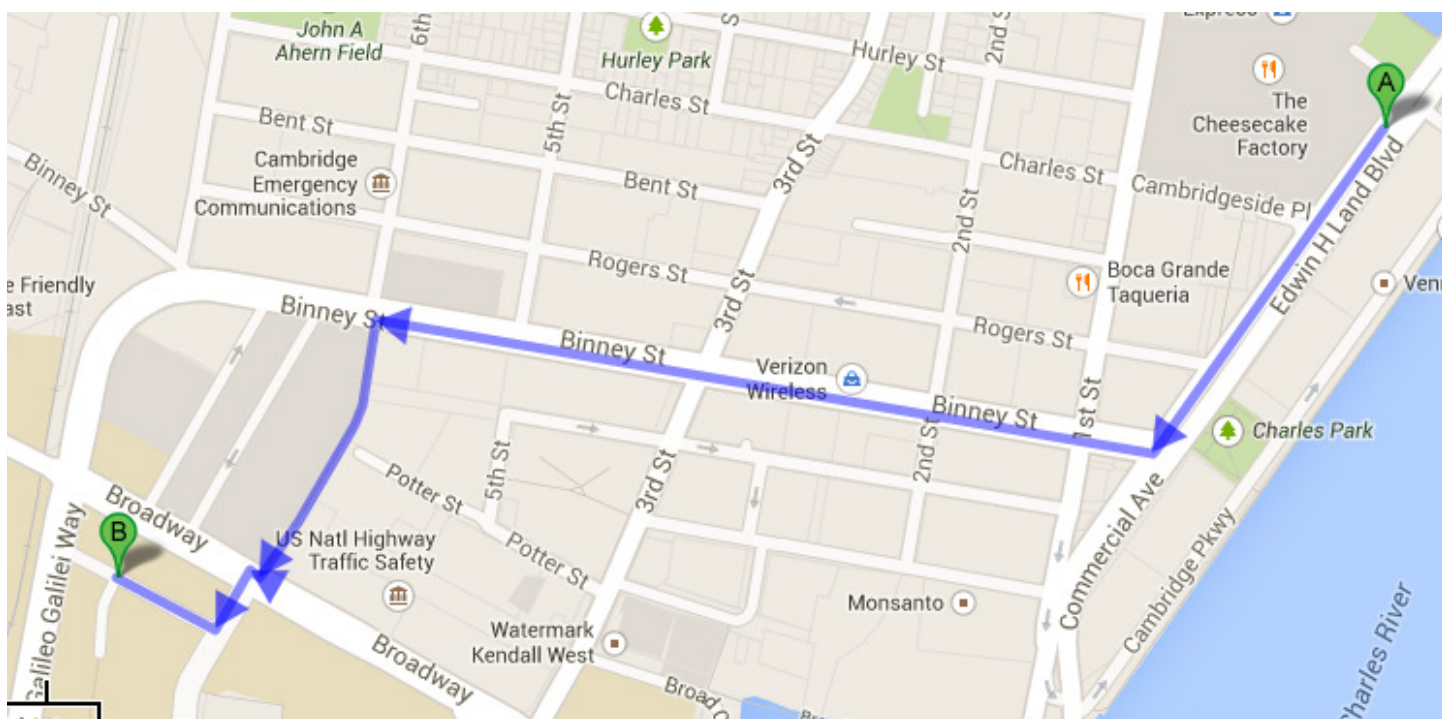 John A
Ahern Field
6th
Hurley Park
Hurley St
2nd St
A
The
Cheesecake
Factory
Charles St
Bent St
5th St
3rd St
Charles St
Cambridgeside Pl
Edwin H Land Blvd
Binney St
Cambridge
Emergency
Communications
Bent St
2nd St
Rogers St
3rd St
Boca Grande
Taqueria
e Friendly
ast
Binney St
Binney St
Verizon
Wireless
Rogers St
Binney St
1st St
Charles Park
2nd St
Potter St
5th St
3rd St
Broadway
B
US Natl Highway
Traffic Safety
Potter St
Commercial Ave
Cambridge Pkwy
Galileo Galilei Way
Monsanto
Watermark
Kendall West
Broadway
Broad
Charles River